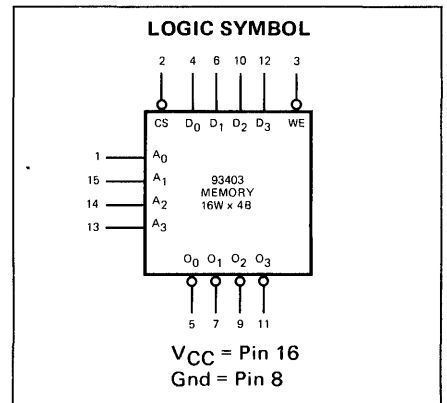 LOGIC SYMBOL
2 4 6 10 12 3
CS D0 D1 D2 D3 WE
1 A0
15 A1
14 A2
13 A3
93403
MEMORY
16W x 4B
O0 O1 O2 O3
5 7 9 11
VCC = Pin 16
Gnd = Pin 8